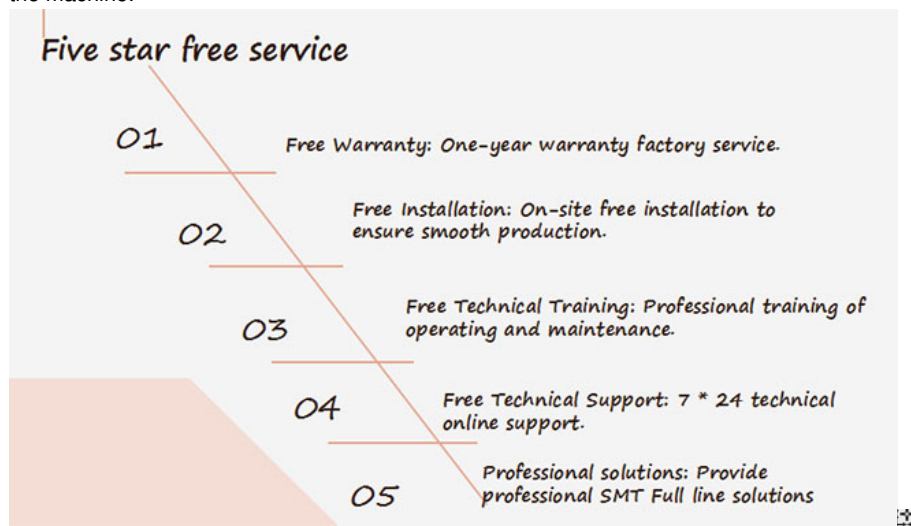 Five star free service
01
Free Warranty: One-year warranty factory service.
02
Free Installation: On-site free installation to
ensure smooth production.
03
Free Technical Training: Professional training of
operating and maintenance.
04
Free Technical Support: 7 * 24 technical
online support.
05
Professional solutions: Provide
professional SMT Full line solutions